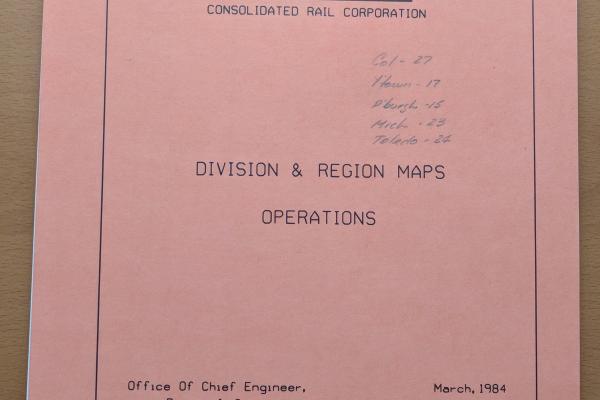 CONSOLIDATED RAIL CORPORATION
Col - 27
Ytown - 17
Pburgh - 15
Mich - 23
Toledo - 24
DIVISION & REGION MAPS
OPERATIONS
Office Of Chief Engineer,
March, 1984